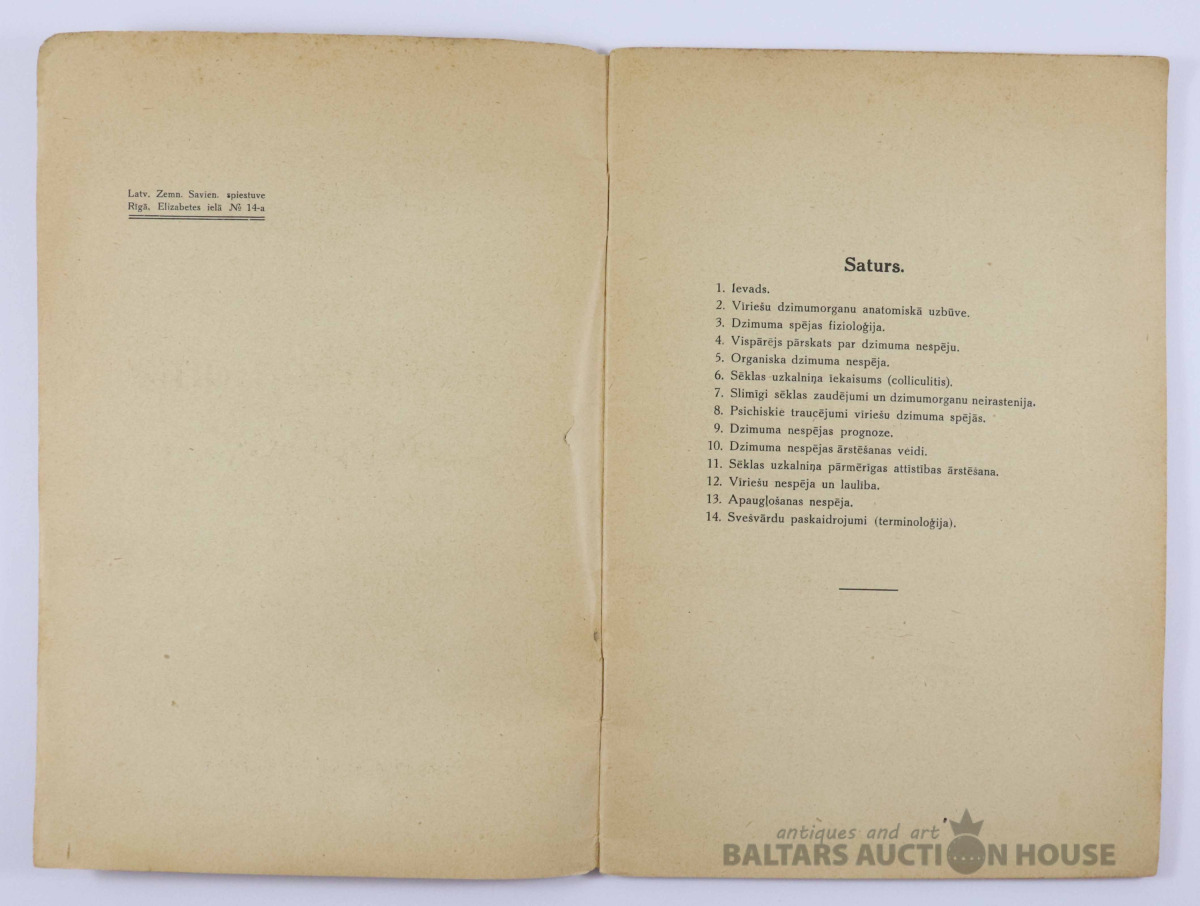 Latv. Zemn. Savien. spiestuve
Rīgā, Elizabetes ielā № 14-a
Saturs.
1. Ievads.
2. Vīriešu dzimumorganu anatomiskā uzbūve.
3. Dzimuma spējas fizioloģija.
4. Vispārējs pārskats par dzimuma nespēju.
5. Organiska dzimuma nespēja.
6. Sēklas uzkalniņa iekaisums (colliculitis).
7. Slimīgi sēklas zaudējumi un dzimumorganu neirastenija.
8. Psichiskie traucējumi vīriešu dzimuma spējās.
9. Dzimuma nespējas prognoze.
10. Dzimuma nespējas ārstēšanas veidi.
11. Sēklas uzkalniņa pārmērīgas attīstības ārstēšana.
12. Vīriešu nespēja un laulība.
13. Apaugļošanas nespēja.
14. Svešvārdu paskaidrojumi (terminoloģija).
antiques and art
BALTARS AUCTION HOUSE